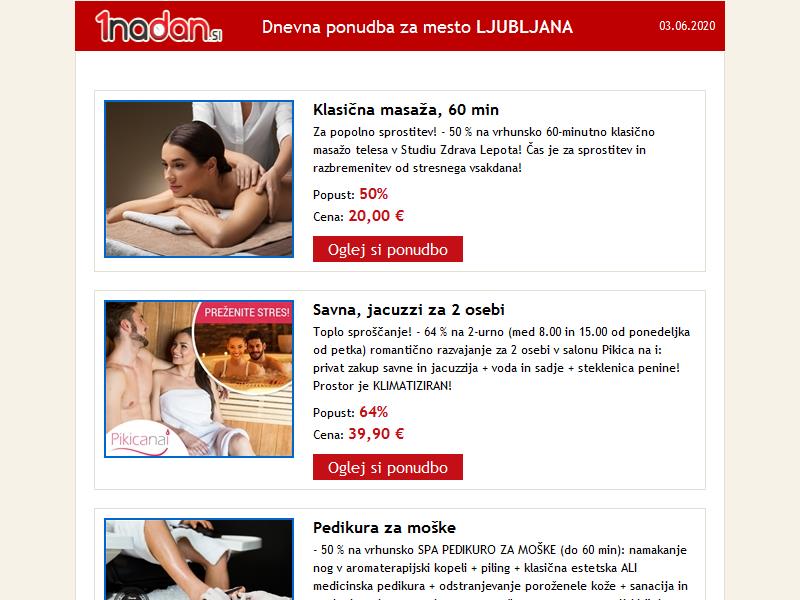 1nadan.si
Dnevna ponudba za mesto LJUBLJANA
03.06.2020
Klasična masaža, 60 min
Za popolno sprostitev! - 50 % na vrhunsko 60-minutno klasično
masažo telesa v Studiu Zdrava Lepota! Čas je za sprostitev in
razbremenitev od stresnega vsakdana!
Popust: 50%
Cena: 20,00 €
Oglej si ponudbo
PREŽENITE STRES!
Pikicanai
Savna, jacuzzi za 2 osebi
Toplo sproščanje! - 64 % na 2-urno (med 8.00 in 15.00 od ponedeljka
od petka) romantično razvajanje za 2 osebi v salonu Pikica na i:
privat zakup savne in jacuzzija + voda in sadje + steklenica penine!
Prostor je KLIMATIZIRAN!
Popust: 64%
Cena: 39,90 €
Oglej si ponudbo
Pedikura za moške
- 50 % na vrhunsko SPA PEDIKURO ZA MOŠKE (do 60 min): namakanje
nog v aromaterapijski kopeli + piling + klasična estetska ALI
medicinska pedikura + odstranjevanje poroženele kože + sanacija in